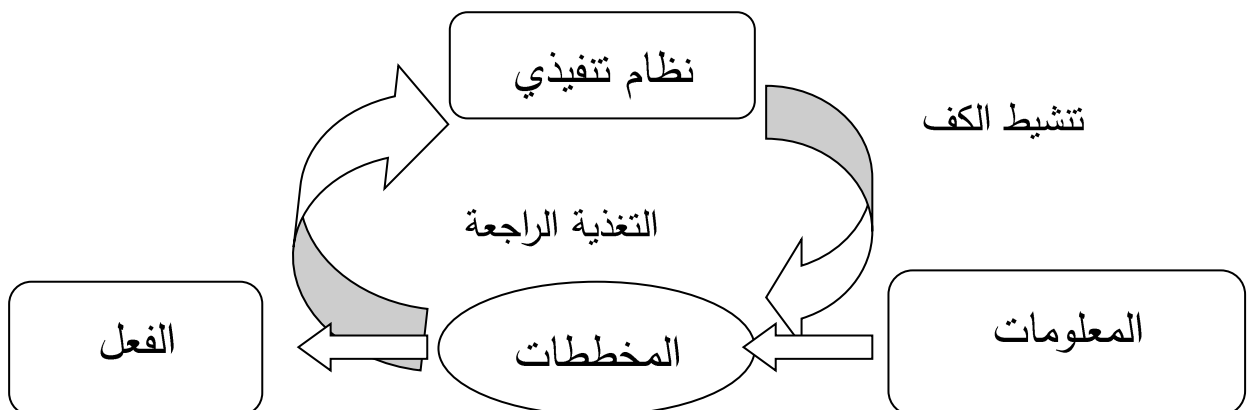 نظام تنفيذي
تنشيط الكف
التغذية الراجعة
المعلومات
المخططات
الفعل